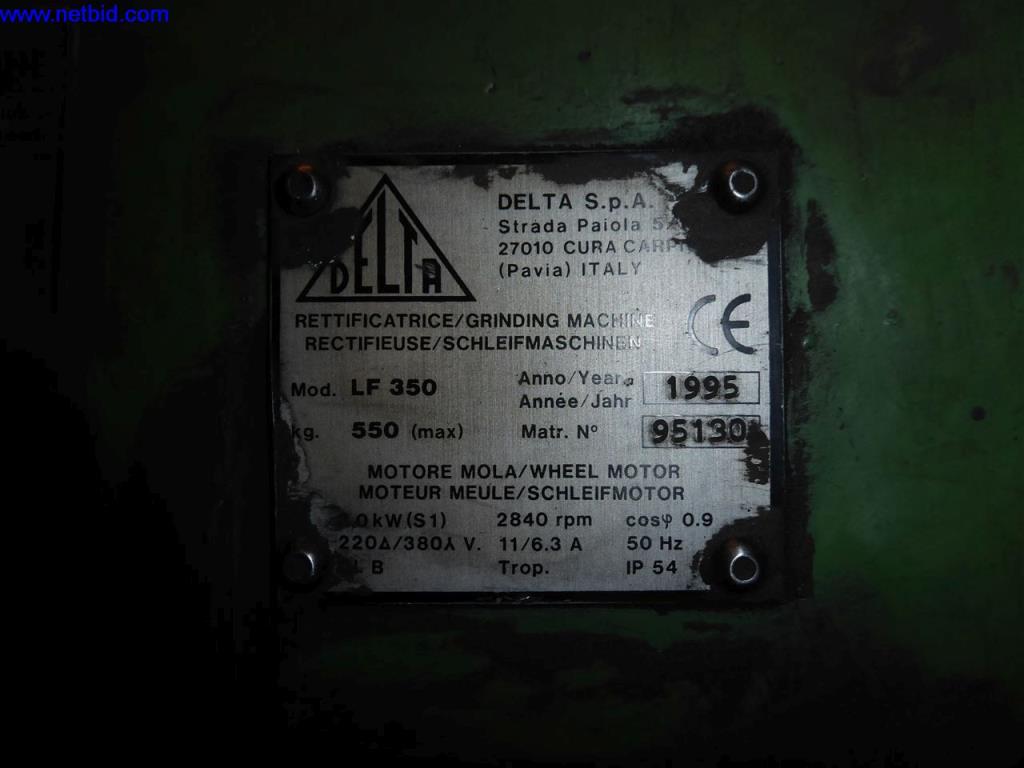 www.netbid.com
DELTA
DELTA S.p.A.
Strada Paiola
27010 CURA
(Pavia) ITALY
RETTIFICATRICE/GRINDING MACHINE
RECTIFIEUSE/SCHLEIFMASCHINEN
CE
Mod. LF 350
Anno/Year
Année/Jahr
1995
kg. 550 (max)
Matr. N° 95130
MOTORE MOLA/WHEEL MOTOR
MOTEUR MEULE/SCHLEIFMOTOR
kW(S1) 2840 rpm cosφ 0.9
220Δ/380⅄ V. 11/6.3 A 50 Hz
B Trop. IP 54